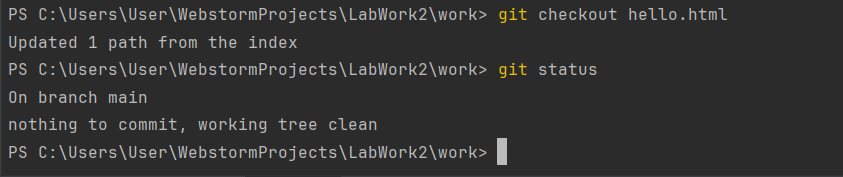 PS C:\Users\User\WebstormProjects\LabWork2\work> git checkout hello.html
Updated 1 path from the index
PS C:\Users\User\WebstormProjects\LabWork2\work> git status
On branch main
nothing to commit, working tree clean
PS C:\Users\User\WebstormProjects\LabWork2\work>